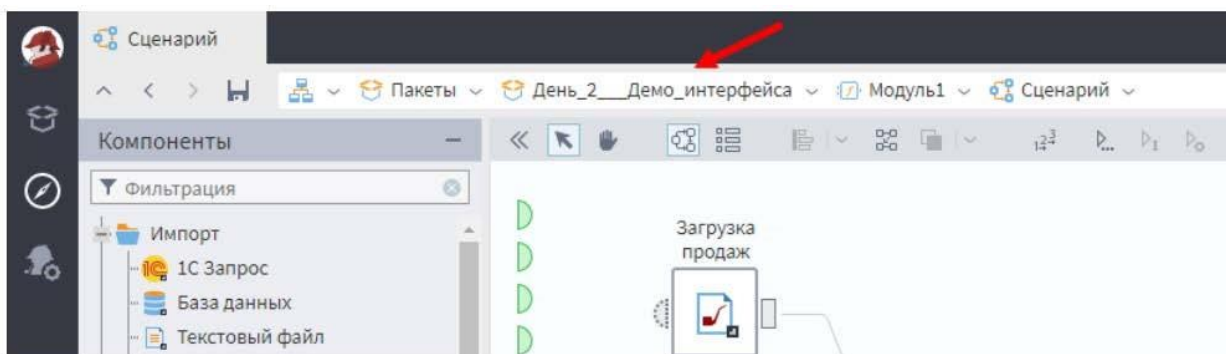 Сценарий
Пакеты День_2___Демо_интерфейса Модуль1 Сценарий
Компоненты
Фильтрация
Импорт
1С Запрос
База данных
Текстовый файл
Загрузка
продаж